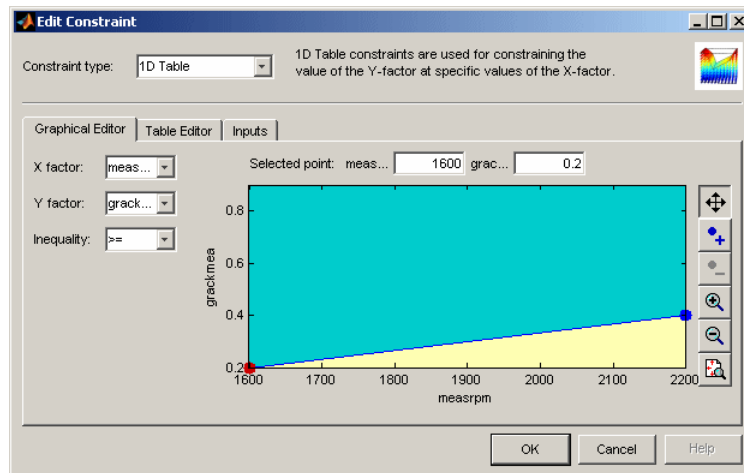 Edit Constraint
Constraint type: 1D Table
1D Table constraints are used for constraining the
value of the Y-factor at specific values of the X-factor.
Graphical Editor Table Editor Inputs
X factor: meas...
Selected point: meas... 1600 grac... 0.2
Y factor: grack...
Inequality: >=
0.8
0.6
0.4
0.2
grackmea
1600 1700 1800 1900 2000 2100 2200
measrpm
OK Cancel Help